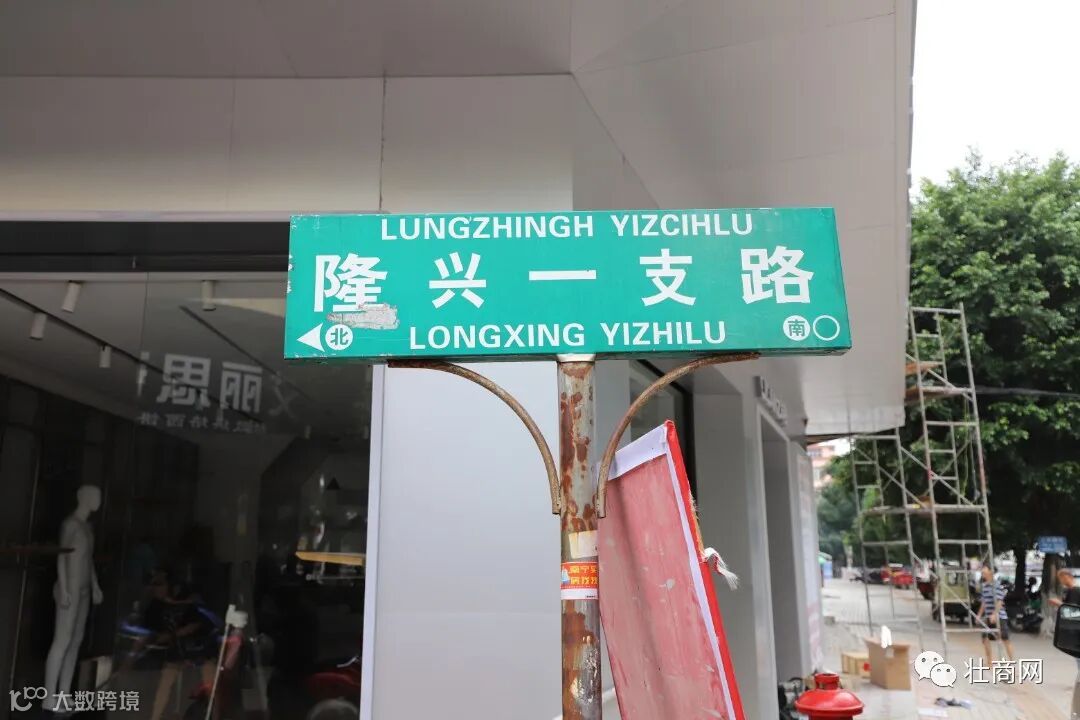 LUNGZHINGH YIZCIHLU
隆兴一支路
北 LONGXING YIZHILU 南
丽思
壮商网
大数跨境